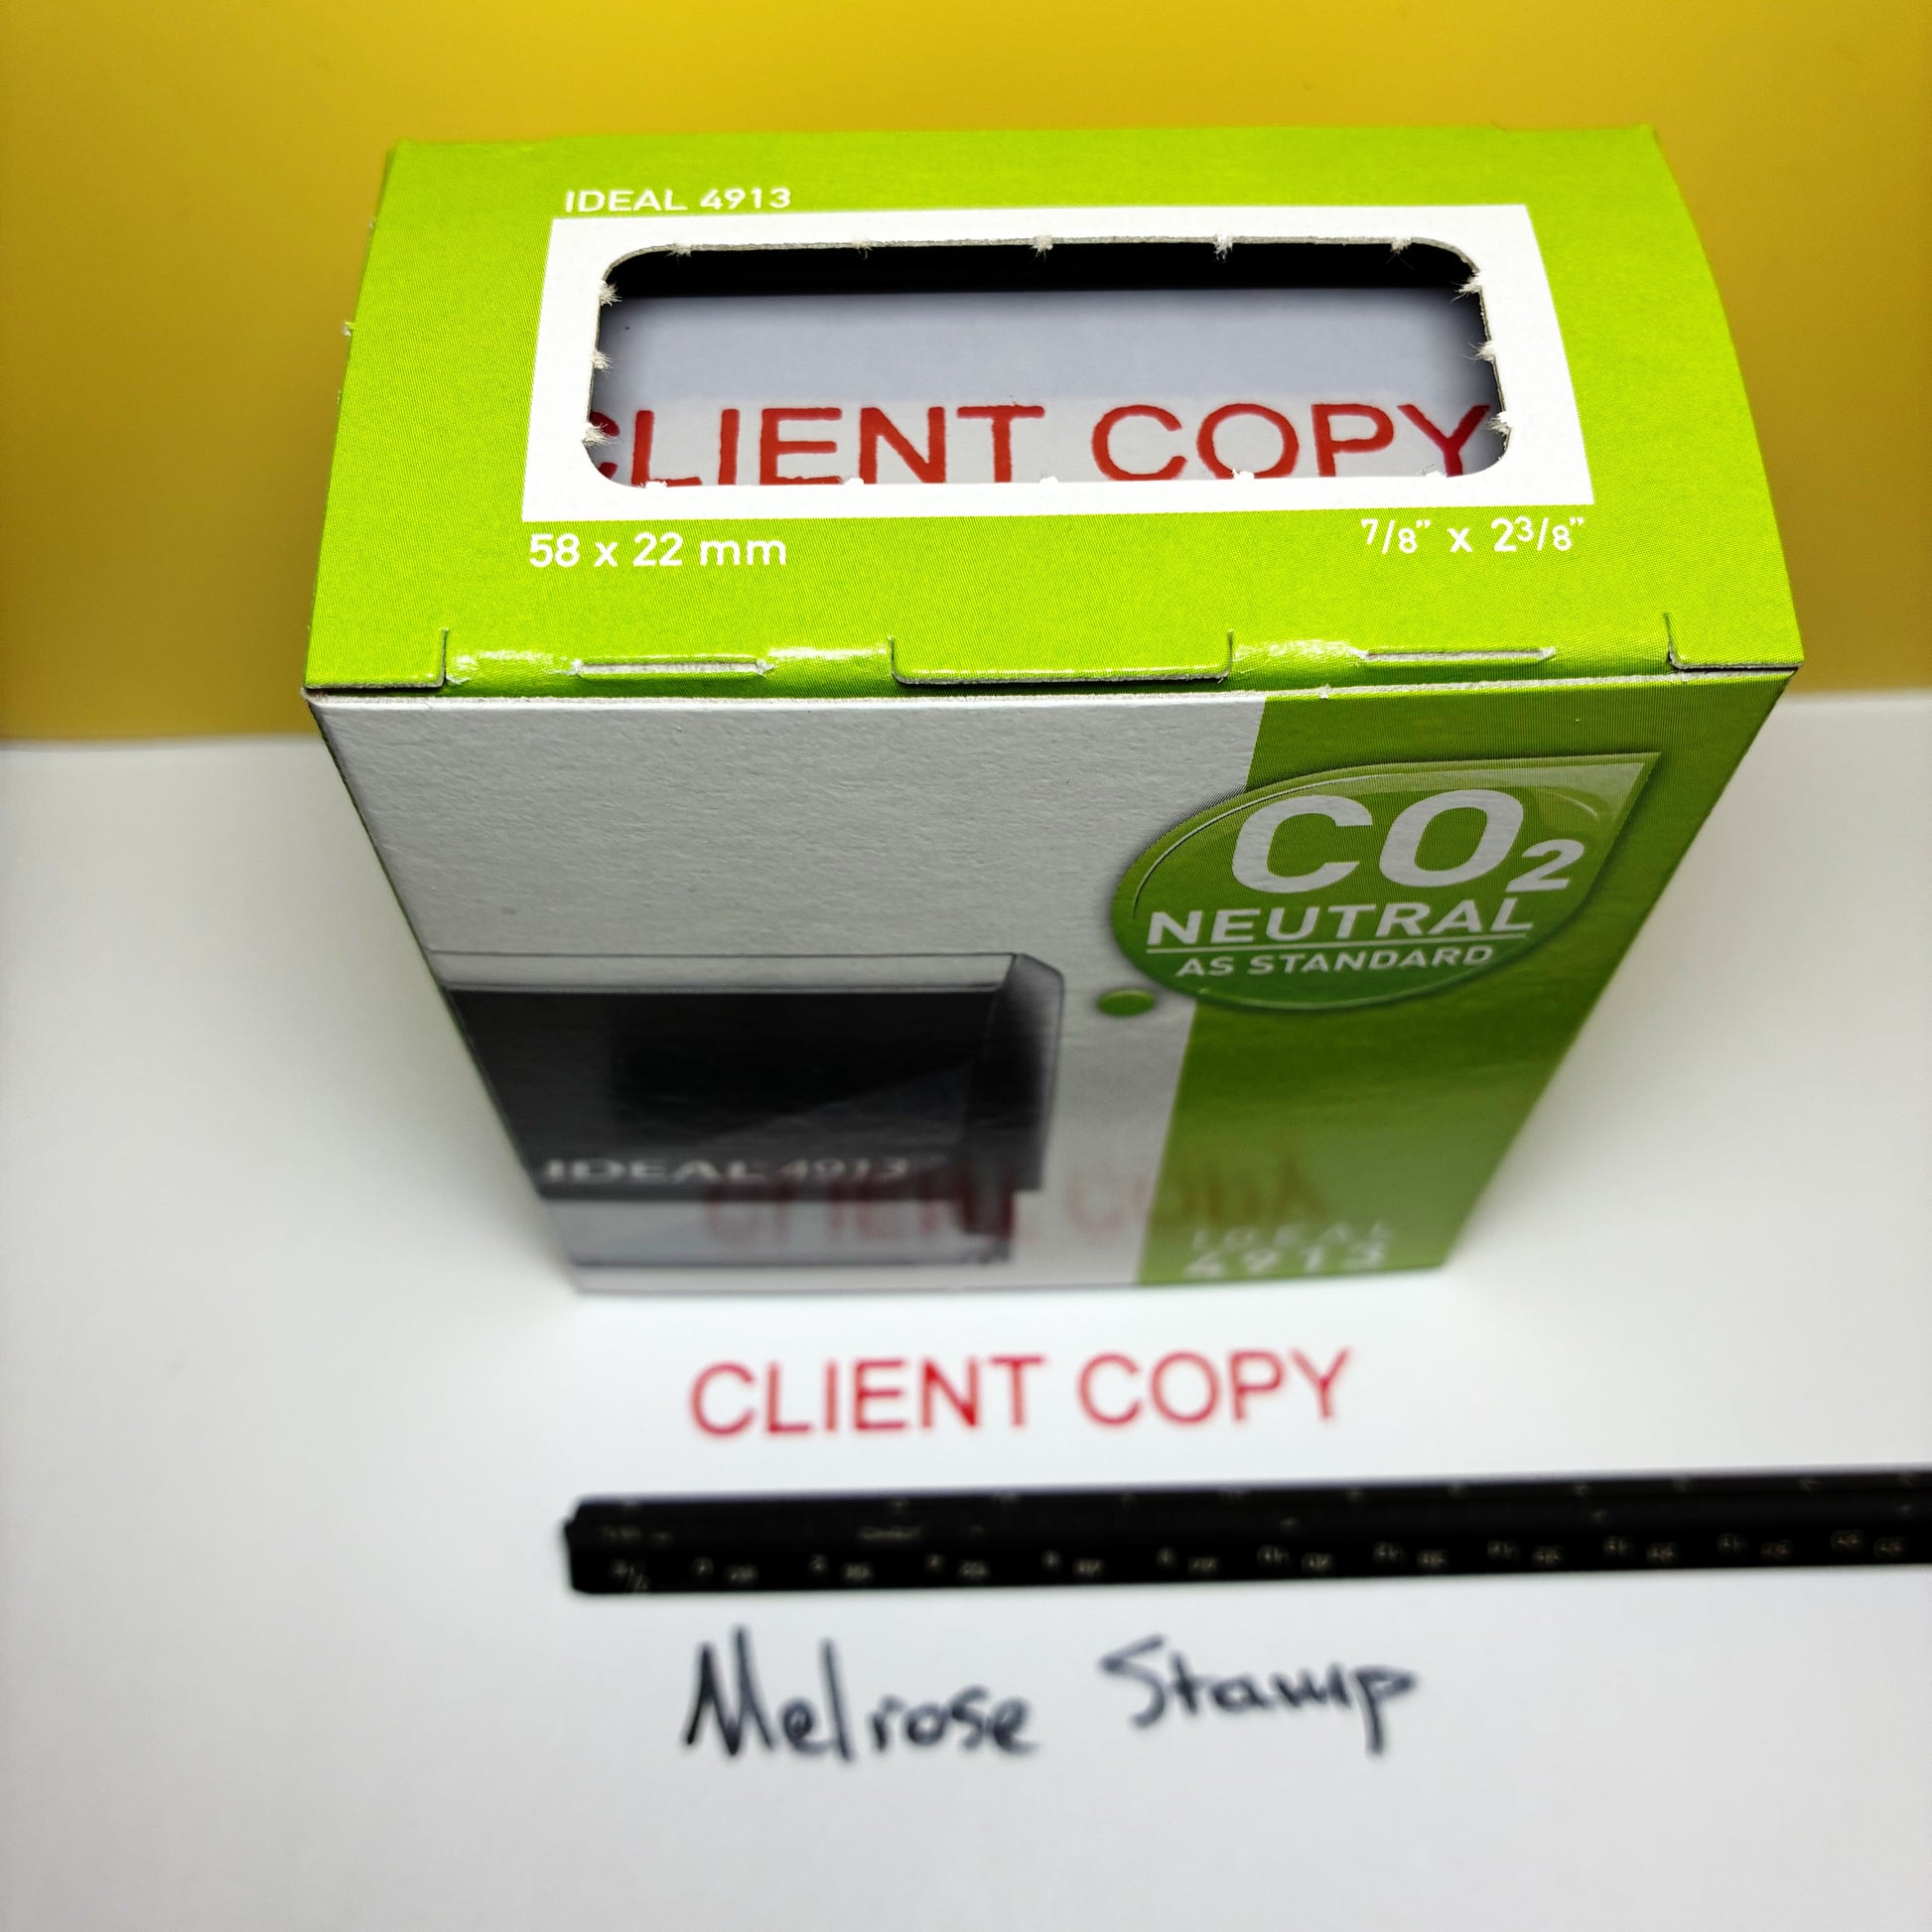 IDEAL 4913
CLIENT COPY
58 x 22 mm
7/8" x 2 3/8"
CO2
NEUTRAL
AS STANDARD
IDEAL 4913
IDEAL
4913
CLIENT COPY
Melrose Stamp